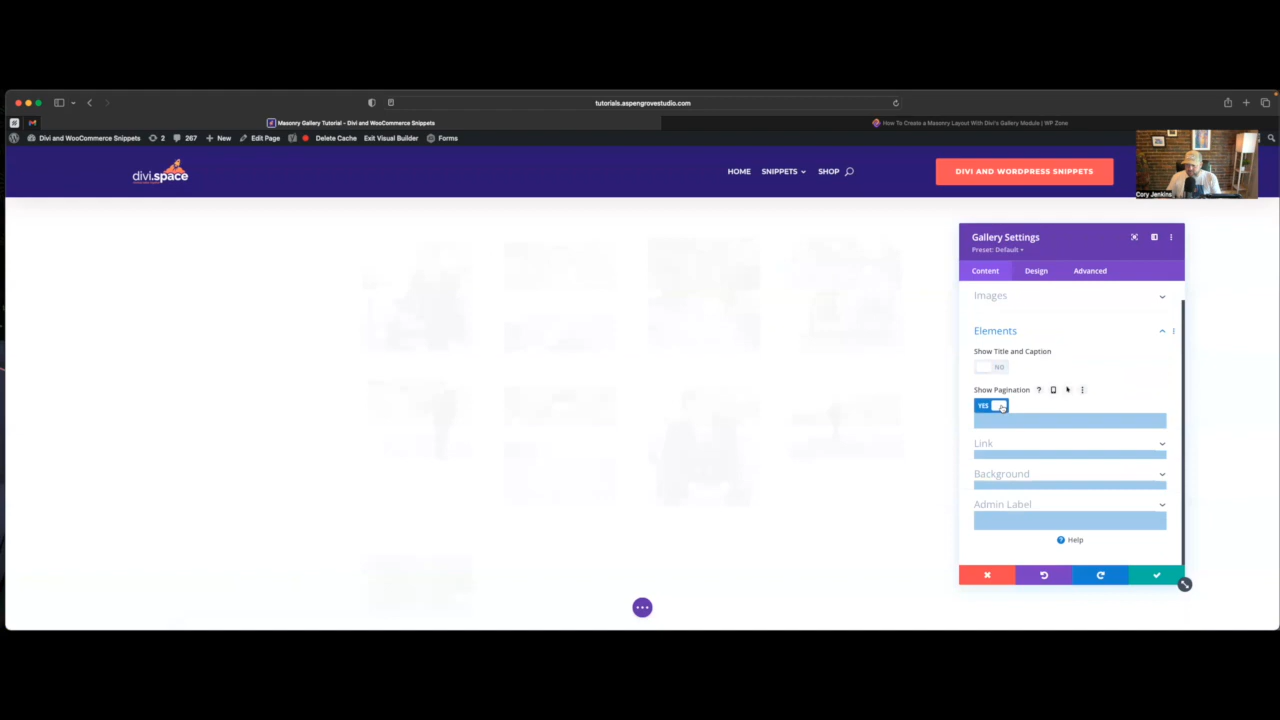 tutorials.aspengrovestudio.com
Masonry Gallery Tutorial – Divi and WooCommerce Snippets
How To Create a Masonry Layout With Divi's Gallery Module | WP Zone
Divi and WooCommerce Snippets 2 267 New Edit Page Delete Cache Exit Visual Builder Forms
divi.space
HOME SNIPPETS SHOP
DIVI AND WORDPRESS SNIPPETS
Cory Jenkins
Gallery Settings
Preset: Default
Content Design Advanced
Images
Elements
Show Title and Caption
NO
Show Pagination
YES
Link
Background
Admin Label
Help